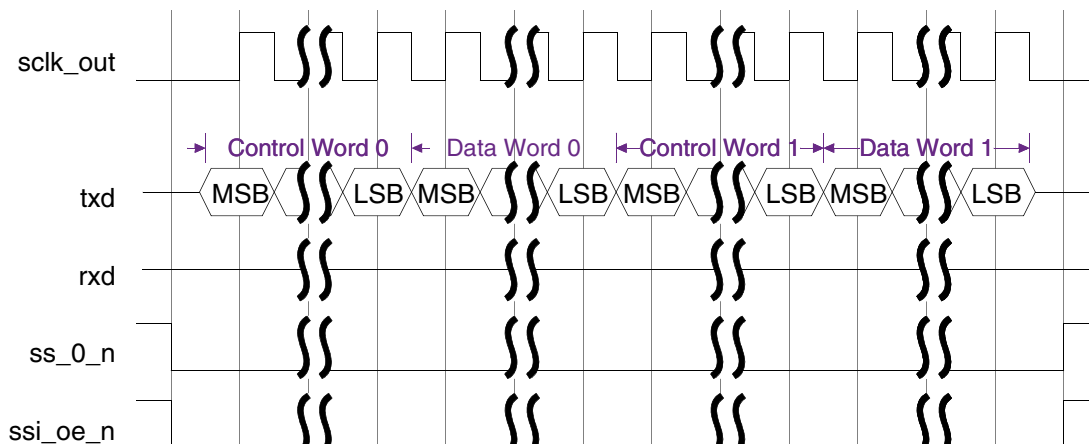 sclk_out
Control Word 0 Data Word 0 Control Word 1 Data Word 1
txd MSB LSB MSB LSB MSB LSB MSB LSB
rxd
ss_0_n
ssi_oe_n